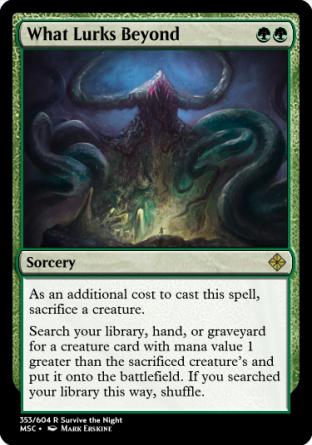 What Lurks Beyond
Sorcery
As an additional cost to cast this spell,
sacrifice a creature.
Search your library, hand, or graveyard
for a creature card with mana value 1
greater than the sacrificed creature's and
put it onto the battlefield. If you searched
your library this way, shuffle.
353/604 R Survive the Night
MSC • Mark Erskine